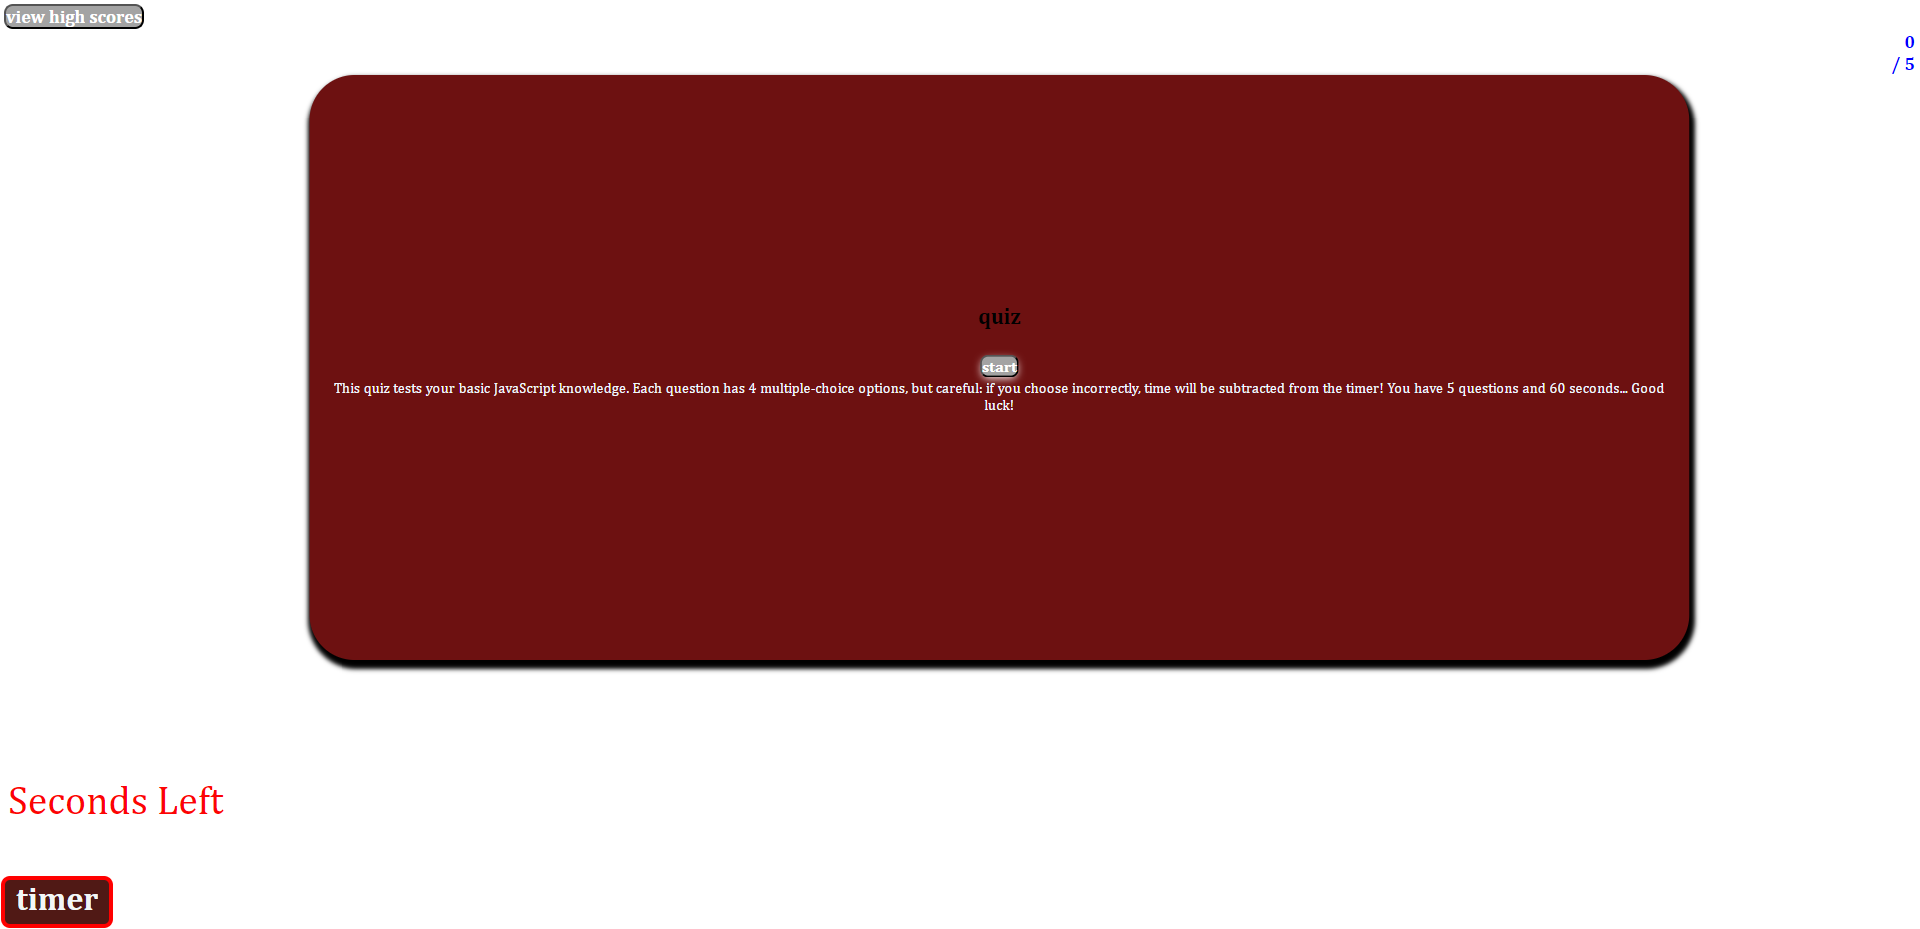 view high scores
0
/ 5
quiz
start
This quiz tests your basic JavaScript knowledge. Each question has 4 multiple-choice options, but careful: if you choose incorrectly, time will be subtracted from the timer! You have 5 questions and 60 seconds... Good
luck!
Seconds Left
timer